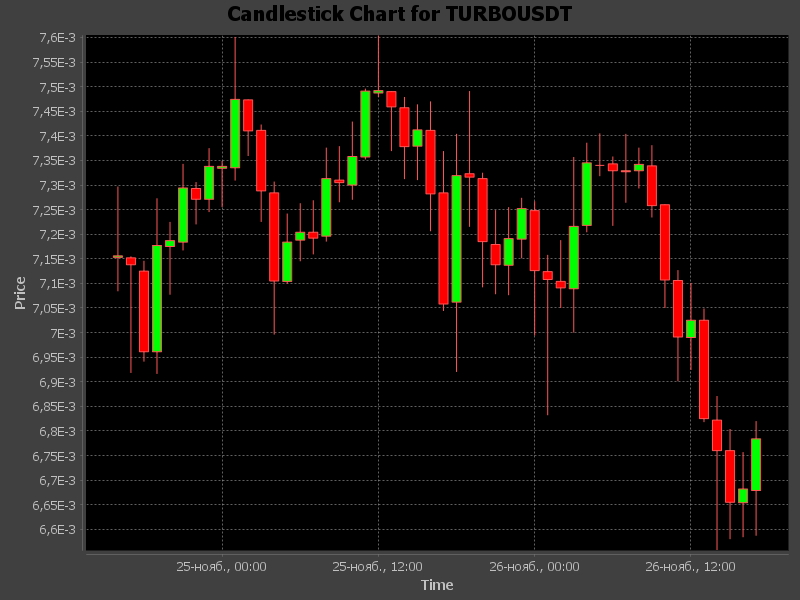 Candlestick Chart for TURBOUSDT
7,6E-3
7,55E-3
7,5E-3
7,45E-3
7,4E-3
7,35E-3
7,3E-3
7,25E-3
7,2E-3
7,15E-3
7,1E-3
7,05E-3
7E-3
6,95E-3
6,9E-3
6,85E-3
6,8E-3
6,75E-3
6,7E-3
6,65E-3
6,6E-3
Price
25-нояб., 00:00
25-нояб., 12:00
26-нояб., 00:00
26-нояб., 12:00
Time